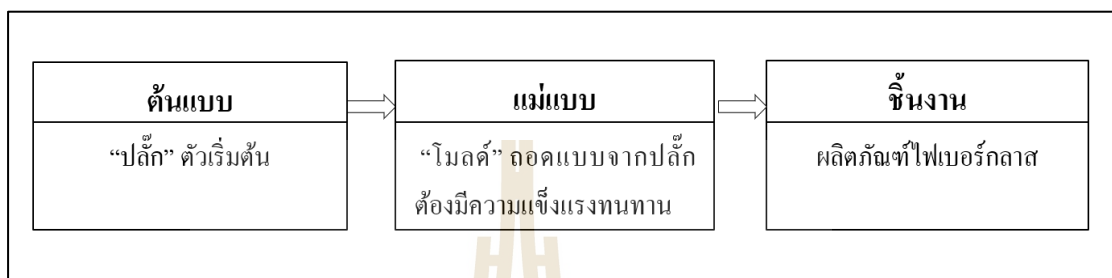 ต้นแบบ
“ปลั๊ก” ตัวเริ่มต้น
แม่แบบ
“โมลด์” ถอดแบบจากปลั๊ก
ต้องมีความแข็งแรงทนทาน
ชิ้นงาน
ผลิตภัณฑ์ไฟเบอร์กลาส